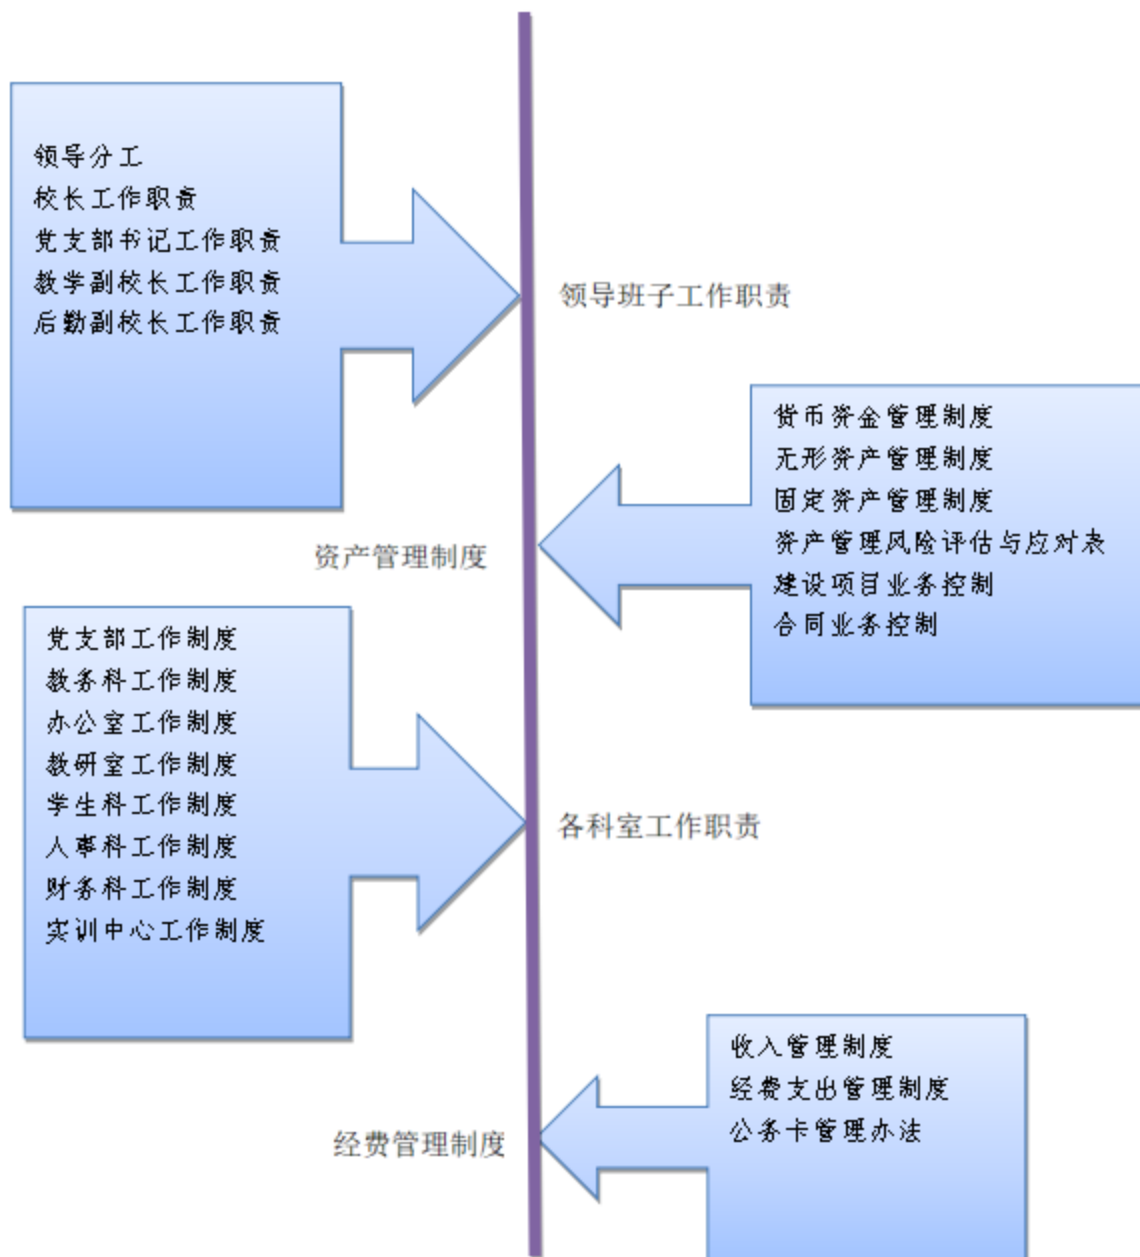 领导分工
校长工作职责
党支部书记工作职责
教学副校长工作职责
后勤副校长工作职责
领导班子工作职责
货币资金管理制度
无形资产管理制度
固定资产管理制度
资产管理风险评估与应对表
建设项目业务控制
合同业务控制
资产管理制度
党支部工作制度
教务科工作制度
办公室工作制度
教研室工作制度
学生科工作制度
人事科工作制度
财务科工作制度
实训中心工作制度
各科室工作职责
收入管理制度
经费支出管理制度
公务卡管理办法
经费管理制度